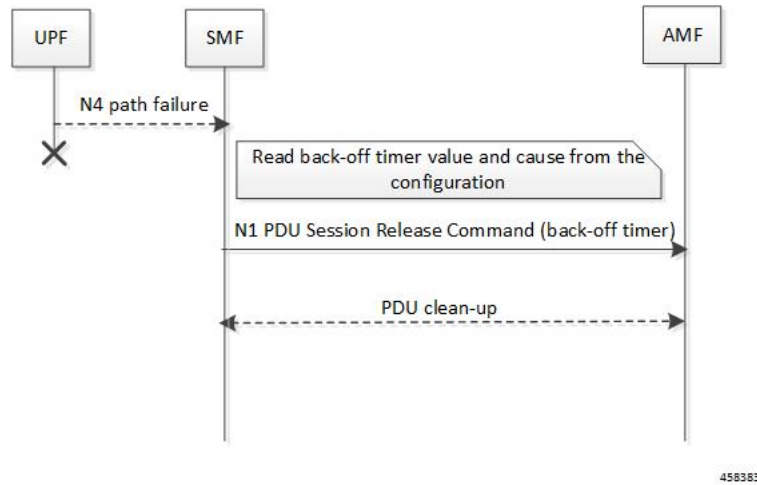 UPF
SMF
AMF
N4 path failure
Read back-off timer value and cause from the
configuration
N1 PDU Session Release Command (back-off timer)
PDU clean-up
458383